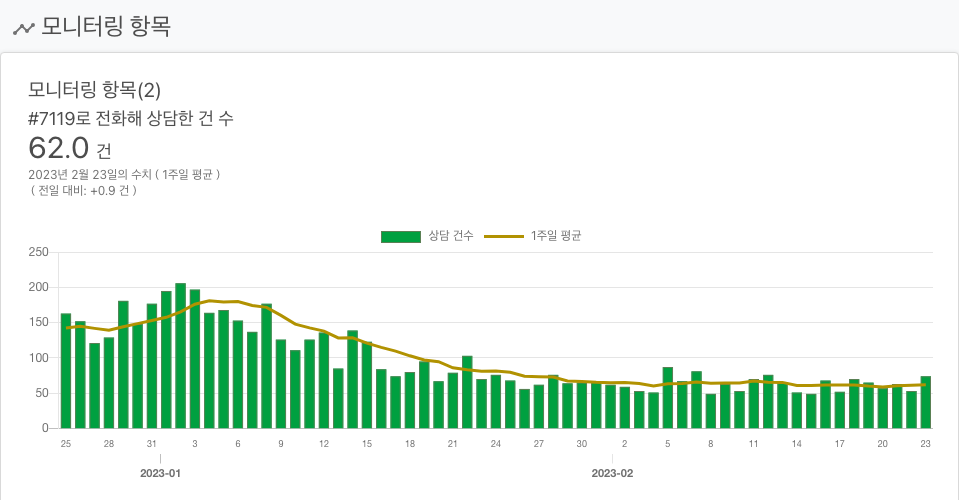 모니터링 항목
모니터링 항목(2)
#7119로 전화해 상담한 건 수
62.0 건
2023년 2월 23일의 수치 ( 1주일 평균 )
( 전일 대비: +0.9 건 )
상담 건수 1주일 평균
250
200
150
100
50
0
25 28 31 3 6 9 12 15 18 21 24 27 30 2 5 8 11 14 17 20 23
2023-01 2023-02